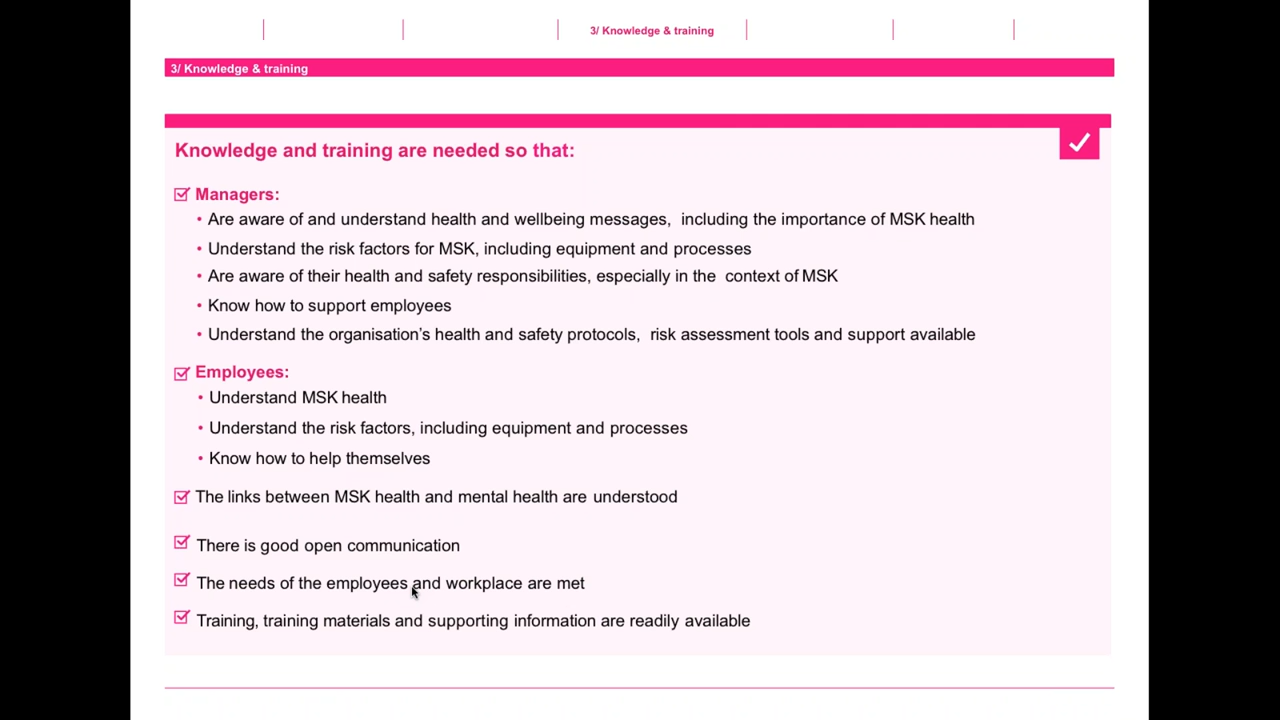 3/ Knowledge & training
3/ Knowledge & training
Knowledge and training are needed so that:
Managers:
• Are aware of and understand health and wellbeing messages, including the importance of MSK health
• Understand the risk factors for MSK, including equipment and processes
• Are aware of their health and safety responsibilities, especially in the context of MSK
• Know how to support employees
• Understand the organisation's health and safety protocols, risk assessment tools and support available
Employees:
• Understand MSK health
• Understand the risk factors, including equipment and processes
• Know how to help themselves
The links between MSK health and mental health are understood
There is good open communication
The needs of the employees and workplace are met
Training, training materials and supporting information are readily available